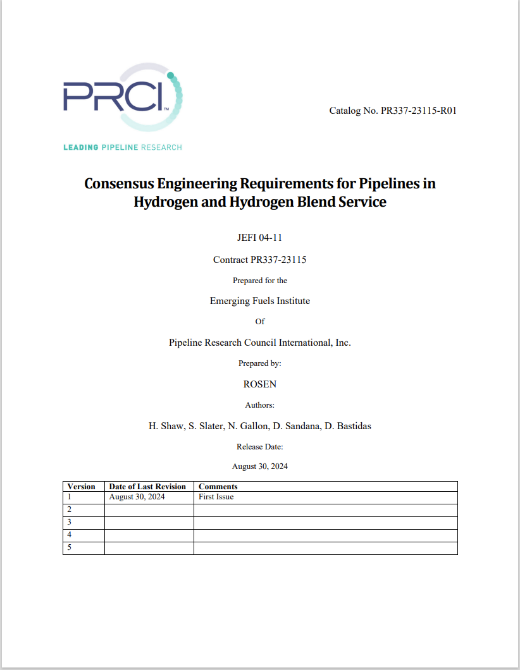 PRCI
TM
Catalog No. PR337-23115-R01
LEADING PIPELINE RESEARCH
Consensus Engineering Requirements for Pipelines in
Hydrogen and Hydrogen Blend Service
JEFI 04-11
Contract PR337-23115
Prepared for the
Emerging Fuels Institute
Of
Pipeline Research Council International, Inc.
Prepared by:
ROSEN
Authors:
H. Shaw, S. Slater, N. Gallon, D. Sandana, D. Bastidas
Release Date:
August 30, 2024
Version Date of Last Revision Comments
1 August 30, 2024 First Issue
2
3
4
5